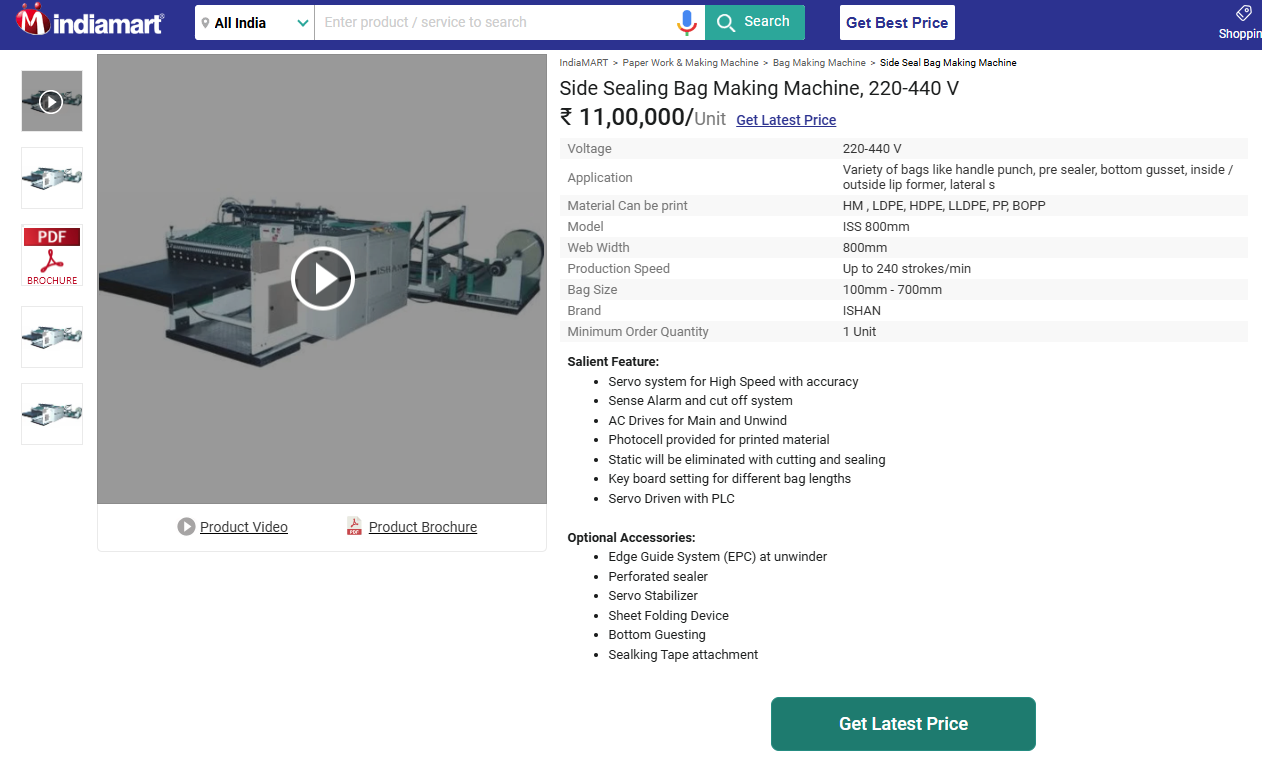 indiamart
All India
Enter product / service to search
Search
Get Best Price
Shoppin
PDF
BROCHURE
ISHAN
Product Video
Product Brochure
IndiaMART > Paper Work & Making Machine > Bag Making Machine > Side Seal Bag Making Machine
Side Sealing Bag Making Machine, 220-440 V
₹ 11,00,000/Unit Get Latest Price
Voltage 220-440 V
Application Variety of bags like handle punch, pre sealer, bottom gusset, inside /
outside lip former, lateral s
Material Can be print HM , LDPE, HDPE, LLDPE, PP, BOPP
Model ISS 800mm
Web Width 800mm
Production Speed Up to 240 strokes/min
Bag Size 100mm - 700mm
Brand ISHAN
Minimum Order Quantity 1 Unit
Salient Feature:
• Servo system for High Speed with accuracy
• Sense Alarm and cut off system
• AC Drives for Main and Unwind
• Photocell provided for printed material
• Static will be eliminated with cutting and sealing
• Key board setting for different bag lengths
• Servo Driven with PLC
Optional Accessories:
• Edge Guide System (EPC) at unwinder
• Perforated sealer
• Servo Stabilizer
• Sheet Folding Device
• Bottom Guesting
• Sealking Tape attachment
Get Latest Price